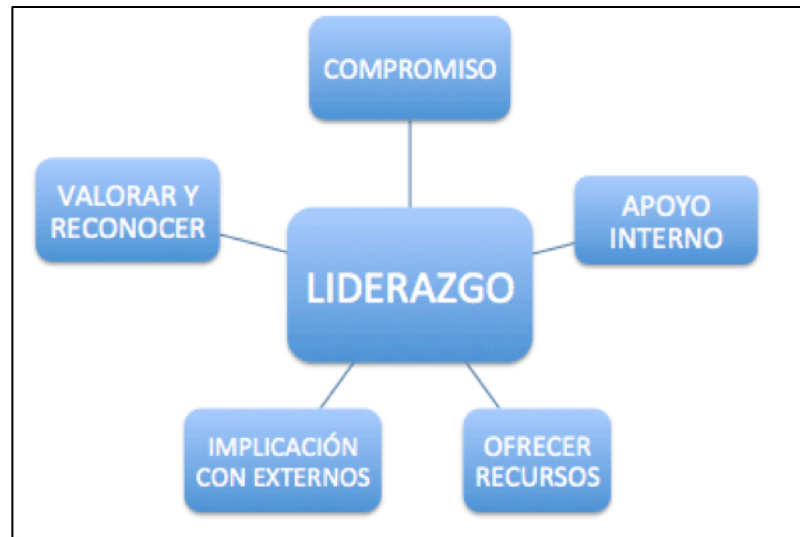 COMPROMISO
VALORAR Y
RECONOCER
APOYO
INTERNO
LIDERAZGO
IMPLICACIÓN
CON EXTERNOS
OFRECER
RECURSOS